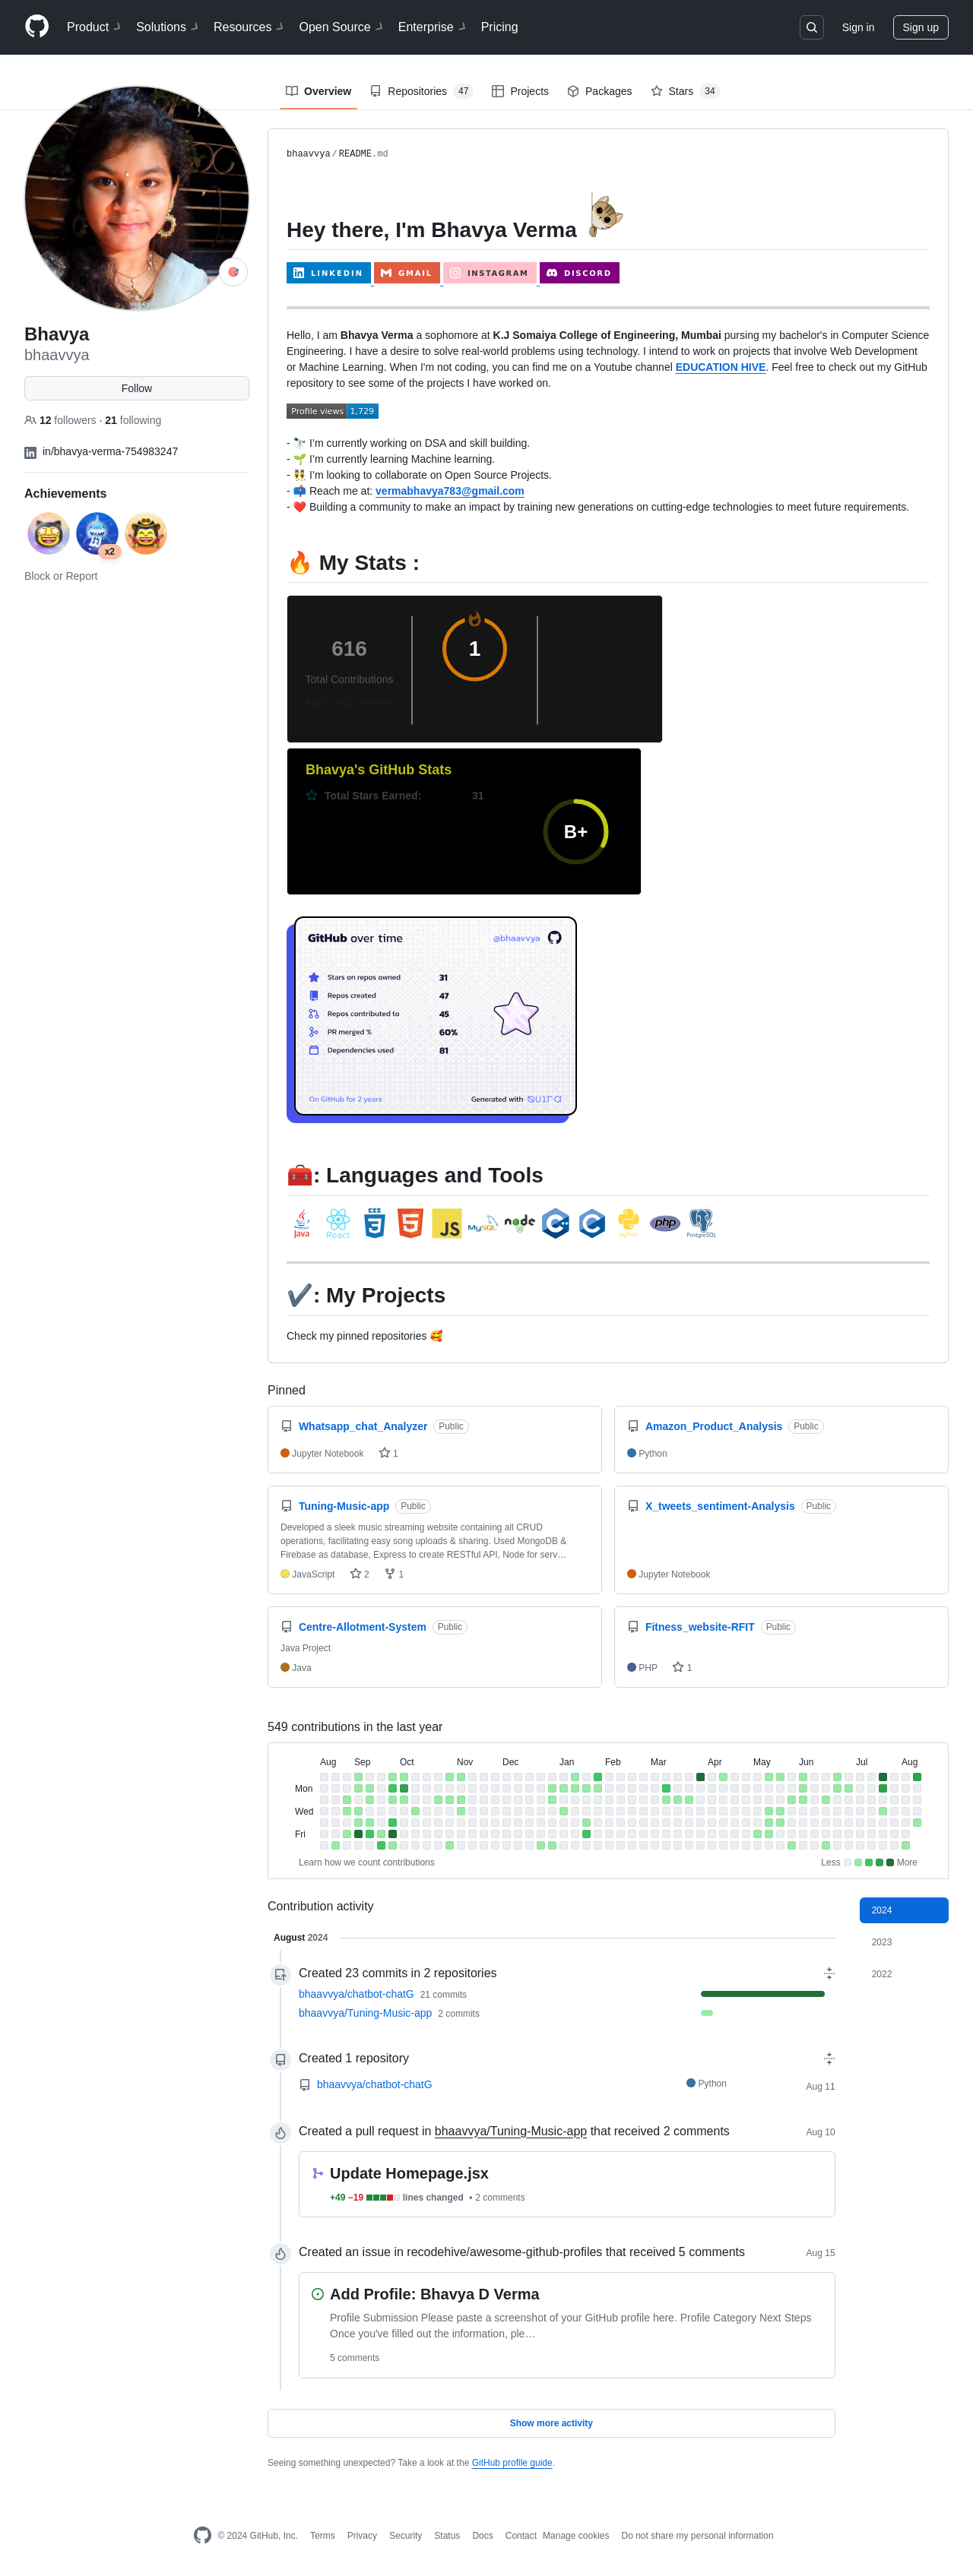 Product
Solutions
Resources
Open Source
Enterprise
Pricing
Sign in
Sign up
Overview
Repositories 47
Projects
Packages
Stars 34
Bhavya
bhaavvya
Follow
12 followers · 21 following
in/bhavya-verma-754983247
Achievements
x2
Block or Report
bhaavvya/README.md
Hey there, I'm Bhavya Verma
LINKEDIN GMAIL INSTAGRAM DISCORD
Hello, I am Bhavya Verma a sophomore at K.J Somaiya College of Engineering, Mumbai pursing my bachelor's in Computer Science
Engineering. I have a desire to solve real-world problems using technology. I intend to work on projects that involve Web Development
or Machine Learning. When I'm not coding, you can find me on a Youtube channel EDUCATION HIVE. Feel free to check out my GitHub
repository to see some of the projects I have worked on.
Profile views 1,729
- 🔭 I'm currently working on DSA and skill building.
- 🌱 I'm currently learning Machine learning.
- 👯 I'm looking to collaborate on Open Source Projects.
- 📫 Reach me at: vermabhavya783@gmail.com
- ❤️ Building a community to make an impact by training new generations on cutting-edge technologies to meet future requirements.
🔥 My Stats :
616
Total Contributions
1
Bhavya's GitHub Stats
Total Stars Earned: 31
B+
GitHub over time
@bhaavvya
Stars on repos owned 31
Repos created 47
Repos contributed to 45
PR merged % 60%
Dependencies used 81
On GitHub for 2 years
Generated with quira
🧰: Languages and Tools
Java
React
CSS 3
HTML 5
JS
MySQL
node JS
C++
C
python
php
PostgreSQL
✔️: My Projects
Check my pinned repositories 🥰
Pinned
Whatsapp_chat_Analyzer Public
Jupyter Notebook 1
Amazon_Product_Analysis Public
Python
Tuning-Music-app Public
Developed a sleek music streaming website containing all CRUD
operations, facilitating easy song uploads & sharing. Used MongoDB &
Firebase as database, Express to create RESTful API, Node for serv…
JavaScript 2 1
X_tweets_sentiment-Analysis Public
Jupyter Notebook
Centre-Allotment-System Public
Java Project
Java
Fitness_website-RFIT Public
PHP 1
549 contributions in the last year
Aug Sep Oct Nov Dec Jan Feb Mar Apr May Jun Jul Aug
Mon
Wed
Fri
Learn how we count contributions
Less More
Contribution activity
2024
2023
2022
August 2024
Created 23 commits in 2 repositories
bhaavvya/chatbot-chatG 21 commits
bhaavvya/Tuning-Music-app 2 commits
Created 1 repository
bhaavvya/chatbot-chatG Python Aug 11
Created a pull request in bhaavvya/Tuning-Music-app that received 2 comments Aug 10
Update Homepage.jsx
+49 −19 lines changed • 2 comments
Created an issue in recodehive/awesome-github-profiles that received 5 comments Aug 15
Add Profile: Bhavya D Verma
Profile Submission Please paste a screenshot of your GitHub profile here. Profile Category Next Steps
Once you've filled out the information, ple…
5 comments
Show more activity
Seeing something unexpected? Take a look at the GitHub profile guide.
© 2024 GitHub, Inc.
Terms
Privacy
Security
Status
Docs
Contact
Manage cookies
Do not share my personal information